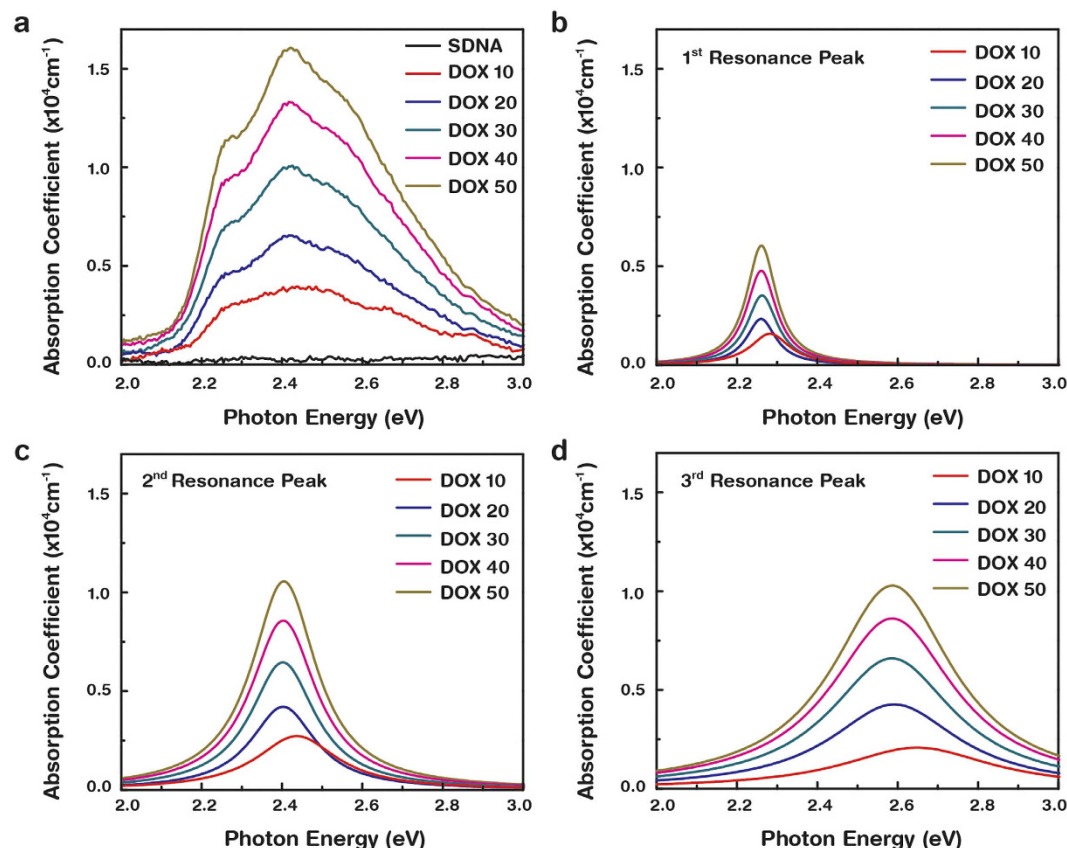 a
Absorption Coefficient (x10⁴cm⁻¹)
1.5
1.0
0.5
0.0
2.0 2.2 2.4 2.6 2.8 3.0
Photon Energy (eV)
SDNA
DOX 10
DOX 20
DOX 30
DOX 40
DOX 50
b
Absorption Coefficient (x10⁴cm⁻¹)
1.5
1.0
0.5
0.0
2.0 2.2 2.4 2.6 2.8 3.0
Photon Energy (eV)
1ˢᵗ Resonance Peak
DOX 10
DOX 20
DOX 30
DOX 40
DOX 50
c
Absorption Coefficient (x10⁴cm⁻¹)
1.5
1.0
0.5
0.0
2.0 2.2 2.4 2.6 2.8 3.0
Photon Energy (eV)
2ⁿᵈ Resonance Peak
DOX 10
DOX 20
DOX 30
DOX 40
DOX 50
d
Absorption Coefficient (x10⁴cm⁻¹)
1.5
1.0
0.5
0.0
2.0 2.2 2.4 2.6 2.8 3.0
Photon Energy (eV)
3ʳᵈ Resonance Peak
DOX 10
DOX 20
DOX 30
DOX 40
DOX 50